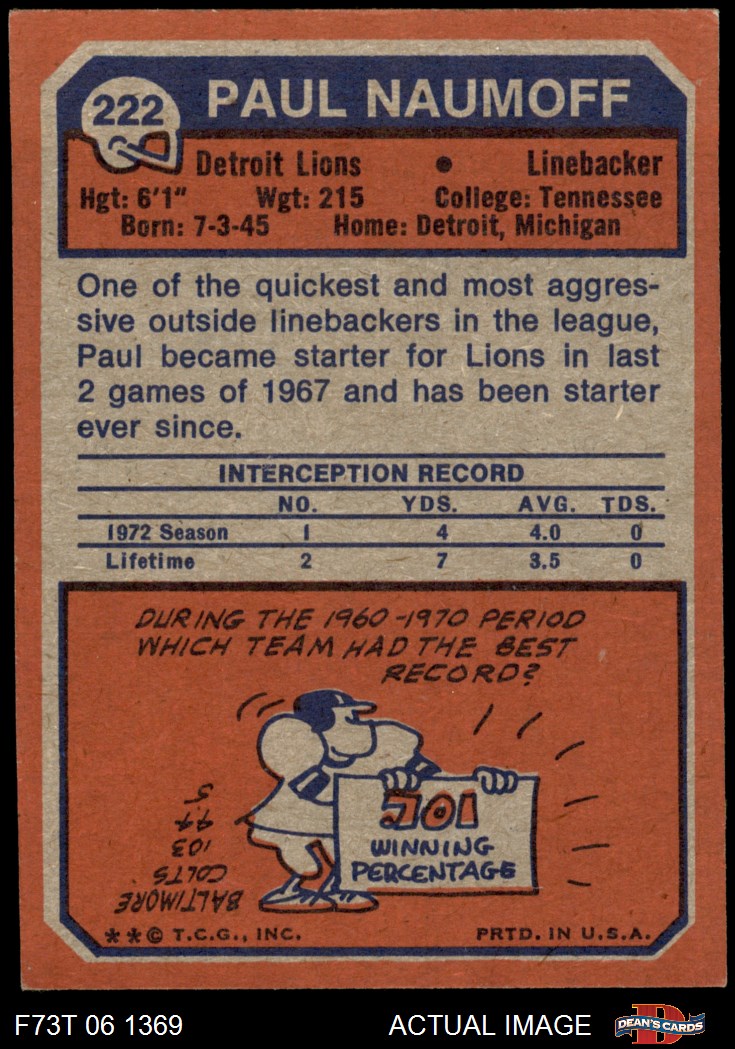 222
PAUL NAUMOFF
Detroit Lions • Linebacker
Hgt: 6'1" Wgt: 215 College: Tennessee
Born: 7-3-45 Home: Detroit, Michigan
One of the quickest and most aggres-
sive outside linebackers in the league,
Paul became starter for Lions in last
2 games of 1967 and has been starter
ever since.
INTERCEPTION RECORD
NO. YDS. AVG. TDS.
1972 Season 1 4 4.0 0
Lifetime 2 7 3.5 0
DURING THE 1960-1970 PERIOD
WHICH TEAM HAD THE BEST
RECORD?
.701
WINNING
PERCENTAGE
BALTIMORE
COLTS
103
44
5
**© T.C.G., INC. PRTD. IN U.S.A.
F73T 06 1369 ACTUAL IMAGE
D
DEAN'S CARDS